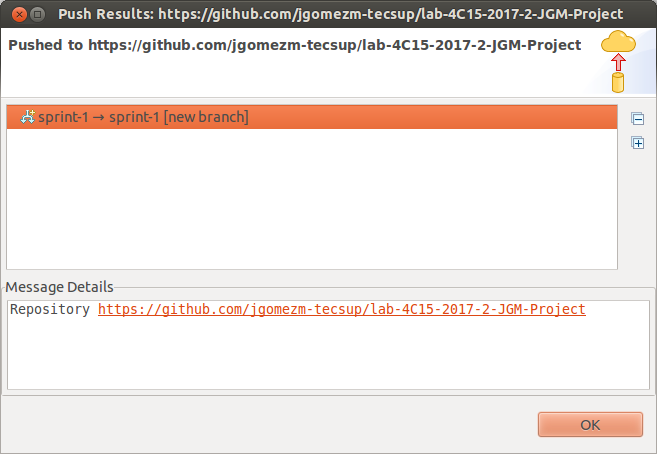 Push Results: https://github.com/jgomezm-tecsup/lab-4C15-2017-2-JGM-Project
Pushed to https://github.com/jgomezm-tecsup/lab-4C15-2017-2-JGM-Project
sprint-1 → sprint-1 [new branch]
Message Details
Repository https://github.com/jgomezm-tecsup/lab-4C15-2017-2-JGM-Project
OK